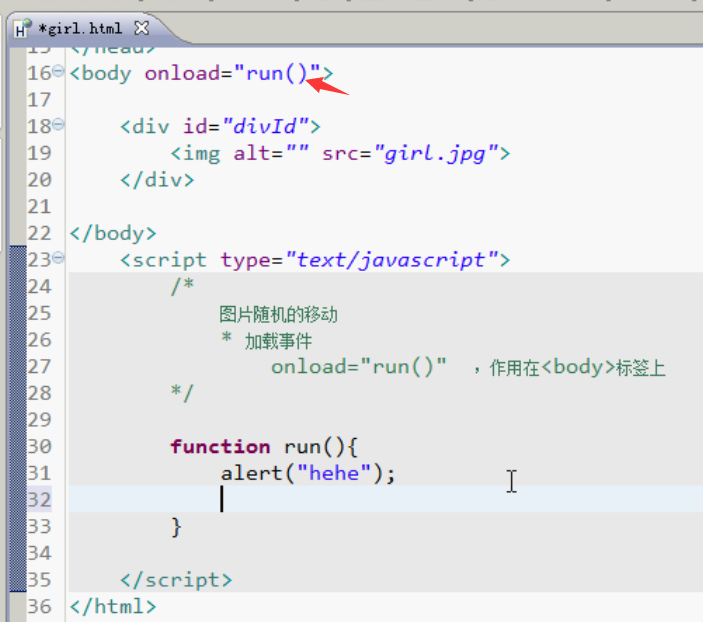 *girl.html
15 </head>
16 <body onload="run()">
17
18 <div id="divId">
19 <img alt="" src="girl.jpg">
20 </div>
21
22 </body>
23 <script type="text/javascript">
24 /*
25 图片随机的移动
26 * 加载事件
27 onload="run()" ，作用在<body>标签上
28 */
29
30 function run(){
31 alert("hehe");
32
33 }
34
35 </script>
36 </html>